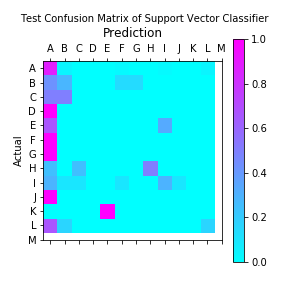 Test Confusion Matrix of Support Vector Classifier
Prediction
A B C D E F G H I J K L M
Actual
A
B
C
D
E
F
G
H
I
J
K
L
M
1.0
0.8
0.6
0.4
0.2
0.0